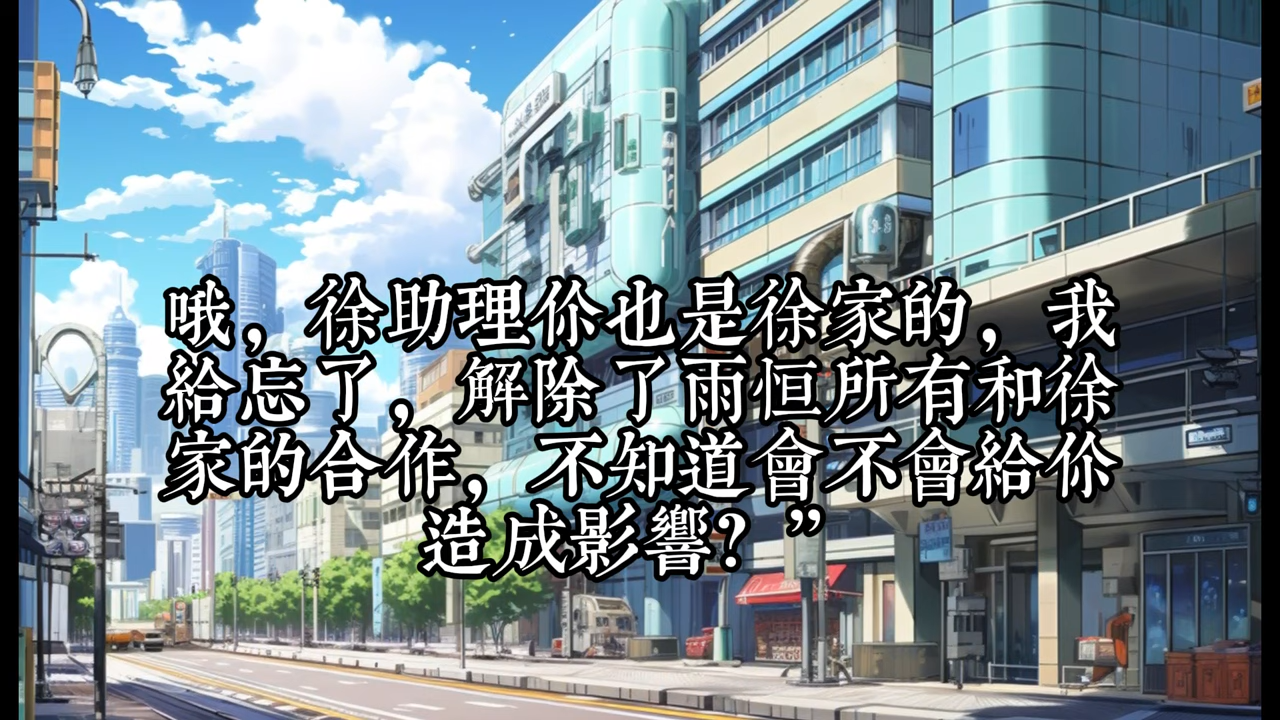 哦，徐助理你也是徐家的，我
給忘了，解除了雨恒所有和徐
家的合作，不知道會不會給你
造成影響？”